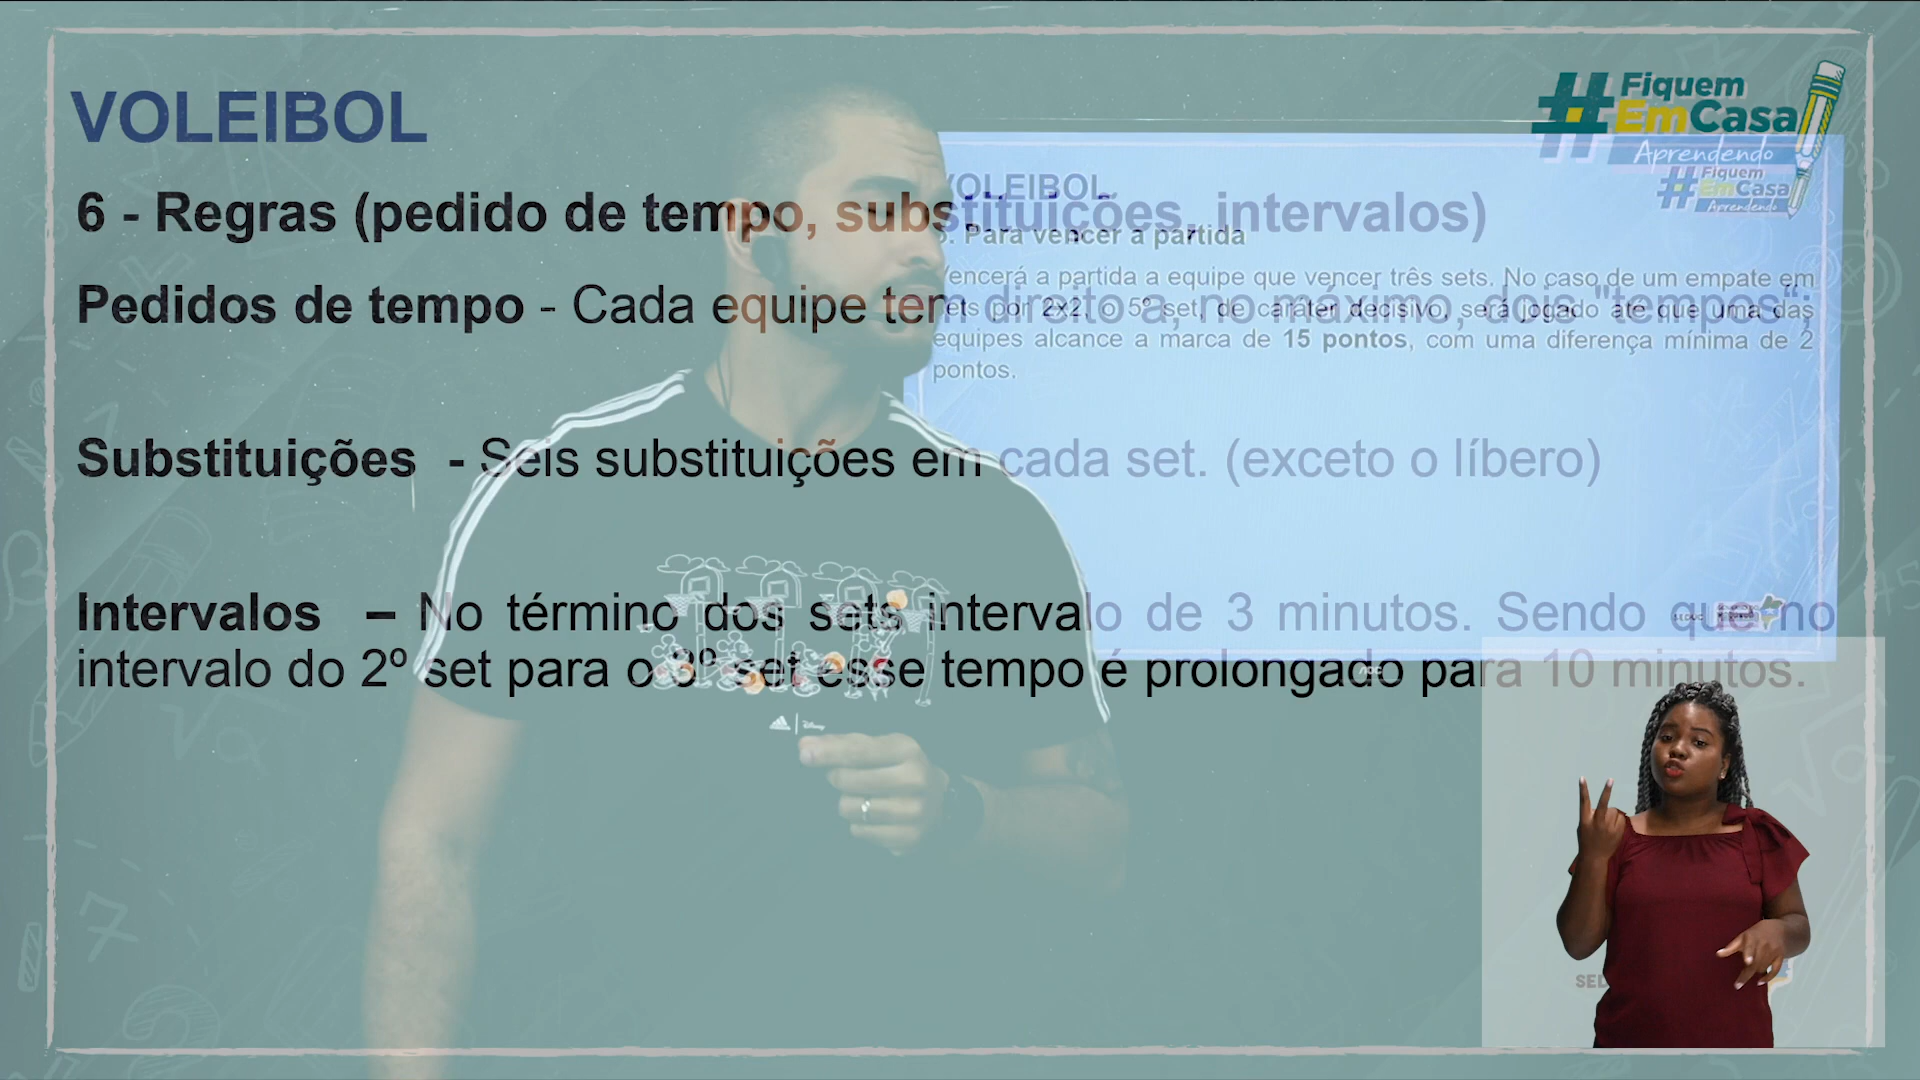 VOLEIBOL
6 - Regras (pedido de tempo, substituições, intervalos)
Pedidos de tempo - Cada equipe tem direito a, no máximo, dois "tempos";
Substituições - Seis substituições em cada set. (exceto o líbero)
Intervalos – No término dos sets intervalo de 3 minutos. Sendo que no
intervalo do 2º set para o 3º set esse tempo é prolongado para 10 minutos.
#Fiquem
EmCasa
Aprendendo
VOLEIBOL
Para vencer a partida
Vencerá a partida a equipe que vencer três sets. No caso de um empate em
sets por 2x2, o 5º set, de caráter decisivo, será jogado até que uma das
equipes alcance a marca de 15 pontos, com uma diferença mínima de 2
pontos.
#Fiquem
EmCasa
Aprendendo
SEDUC
AOC